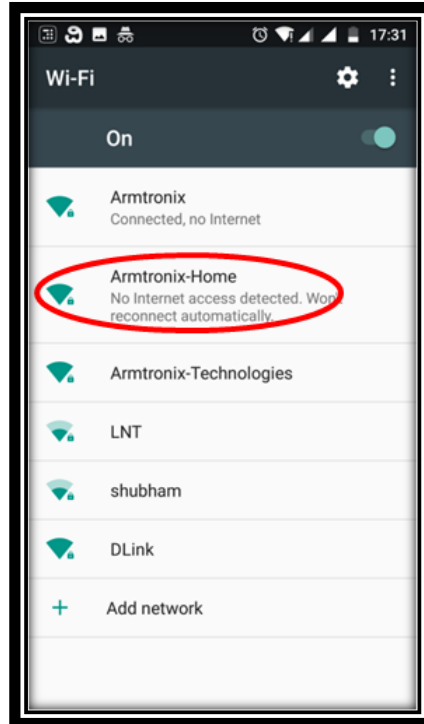 17:31
Wi-Fi
On
Armtronix
Connected, no Internet
Armtronix-Home
No Internet access detected. Won't
reconnect automatically.
Armtronix-Technologies
LNT
shubham
DLink
Add network